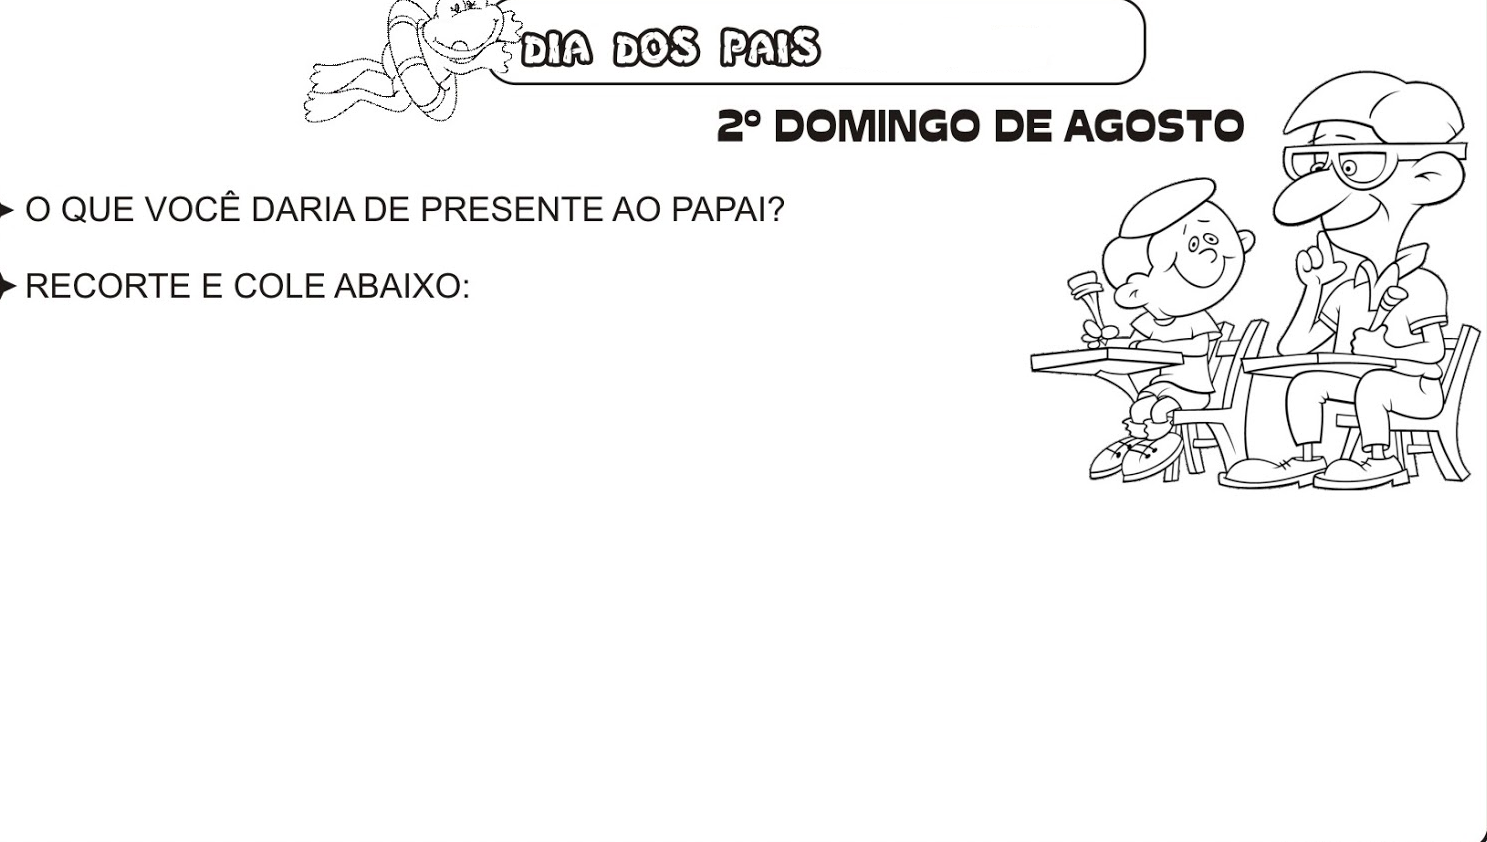 DIA DOS PAIS
2º DOMINGO DE AGOSTO
O QUE VOCÊ DARIA DE PRESENTE AO PAPAI?
RECORTE E COLE ABAIXO: